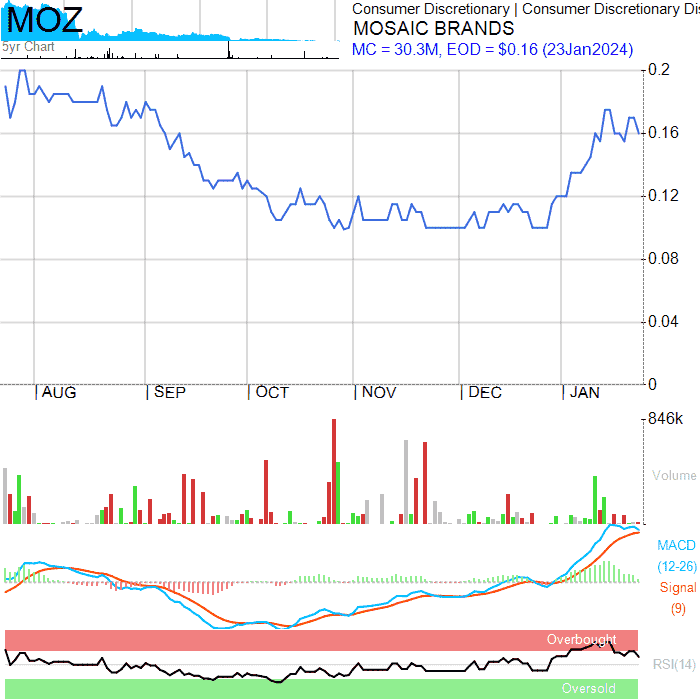 MOZ
5yr Chart
Consumer Discretionary | Consumer Discretionary Dis
MOSAIC BRANDS
MC = 30.3M, EOD = $0.16 (23Jan2024)
0.2
0.16
0.12
0.08
0.04
0
AUG SEP OCT NOV DEC JAN
846k
Volume
MACD
(12-26)
Signal
(9)
Overbought
RSI(14)
Oversold